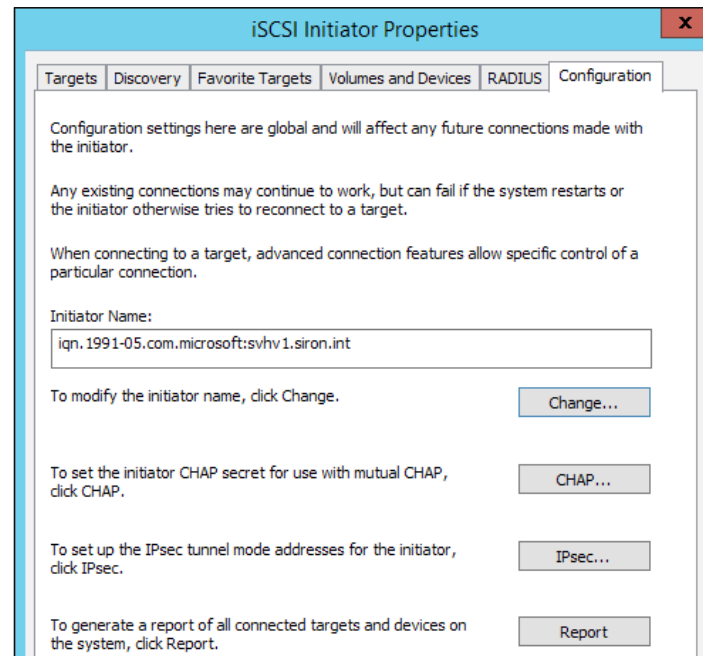 iSCSI Initiator Properties
x
Targets
Discovery
Favorite Targets
Volumes and Devices
RADIUS
Configuration
Configuration settings here are global and will affect any future connections made with
the initiator.
Any existing connections may continue to work, but can fail if the system restarts or
the initiator otherwise tries to reconnect to a target.
When connecting to a target, advanced connection features allow specific control of a
particular connection.
Initiator Name:
iqn.1991-05.com.microsoft:svhv1.siron.int
To modify the initiator name, click Change.
Change...
To set the initiator CHAP secret for use with mutual CHAP,
click CHAP.
CHAP...
To set up the IPsec tunnel mode addresses for the initiator,
click IPsec.
IPsec...
To generate a report of all connected targets and devices on
the system, click Report.
Report